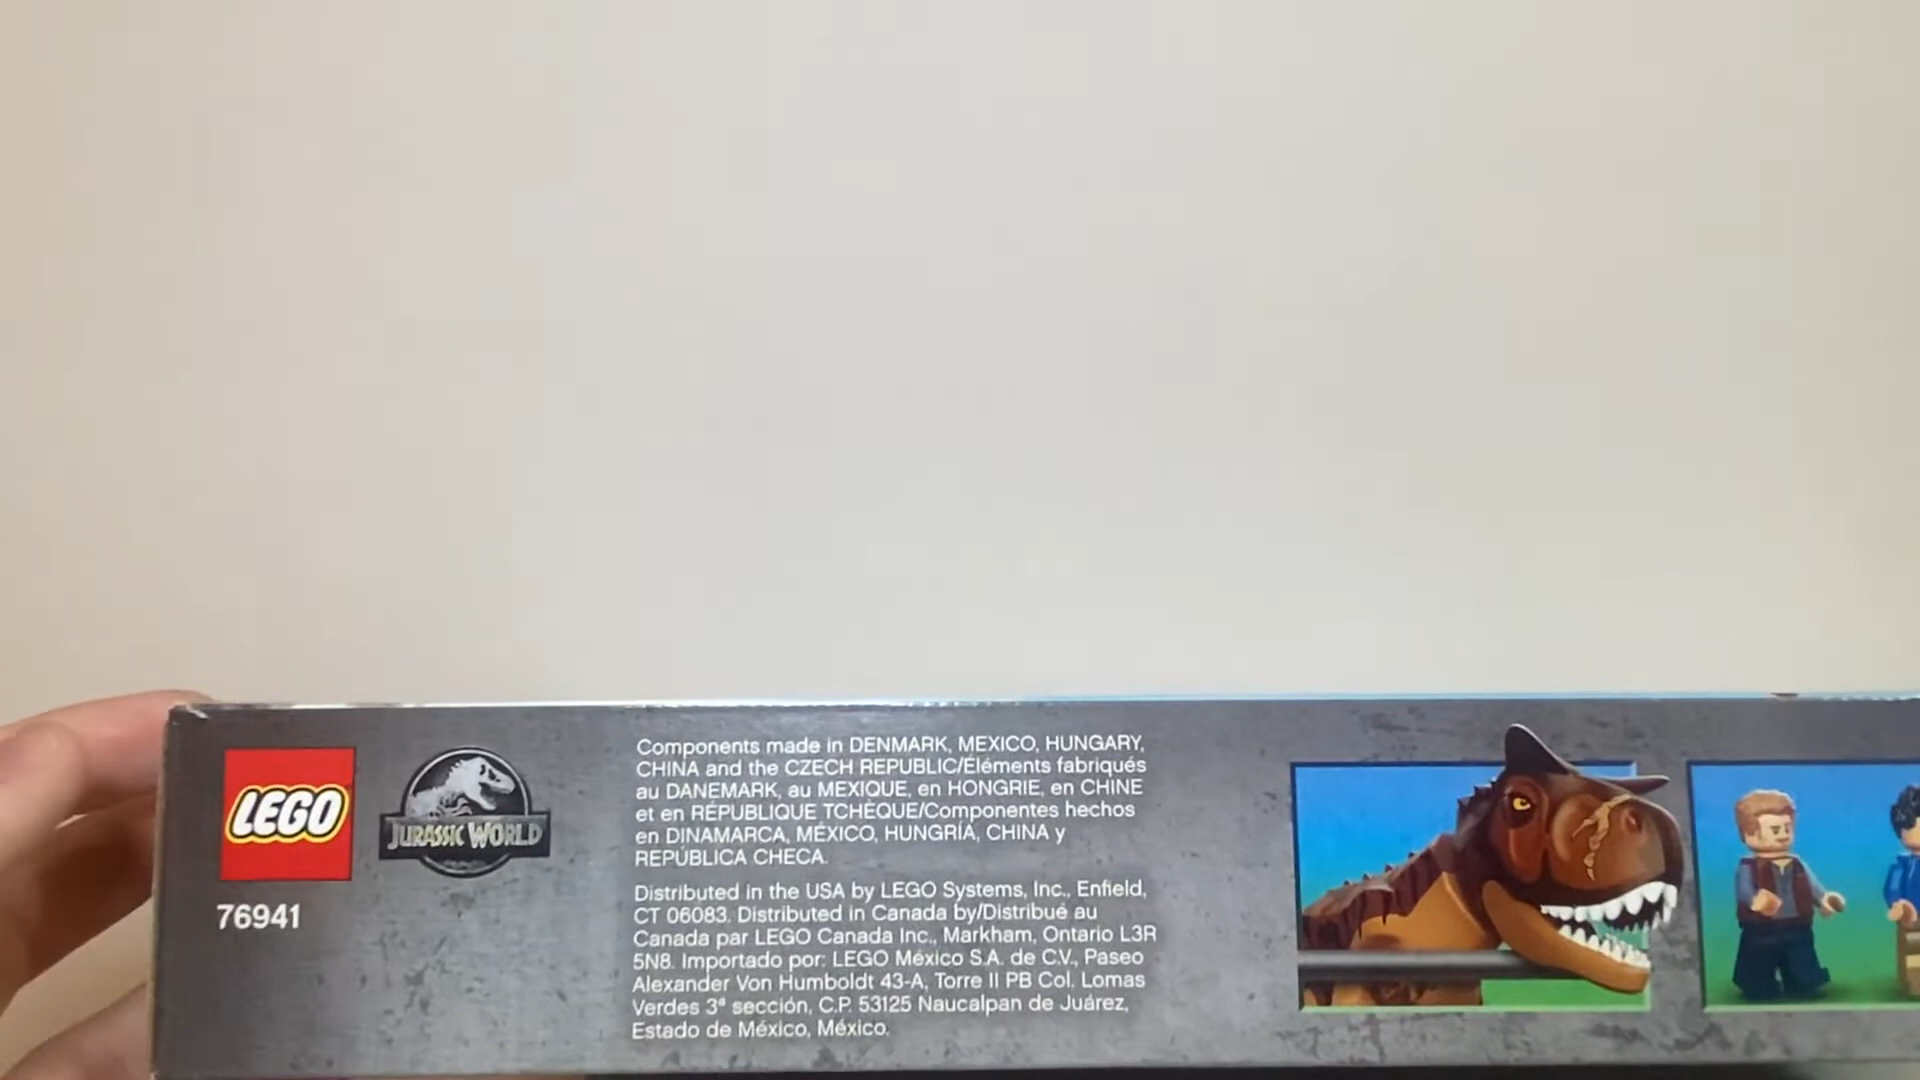 LEGO
JURASSIC WORLD
76941
Components made in DENMARK, MEXICO, HUNGARY,
CHINA and the CZECH REPUBLIC/Éléments fabriqués
au DANEMARK, au MEXIQUE, en HONGRIE, en CHINE
et en RÉPUBLIQUE TCHÈQUE/Componentes hechos
en DINAMARCA, MÉXICO, HUNGRÍA, CHINA y
REPÚBLICA CHECA.
Distributed in the USA by LEGO Systems, Inc., Enfield,
CT 06083. Distributed in Canada by/Distribué au
Canada par LEGO Canada Inc., Markham, Ontario L3R
5N8. Importado por: LEGO México S.A. de C.V., Paseo
Alexander Von Humboldt 43-A, Torre II PB Col. Lomas
Verdes 3ª sección, C.P. 53125 Naucalpan de Juárez,
Estado de México, México.